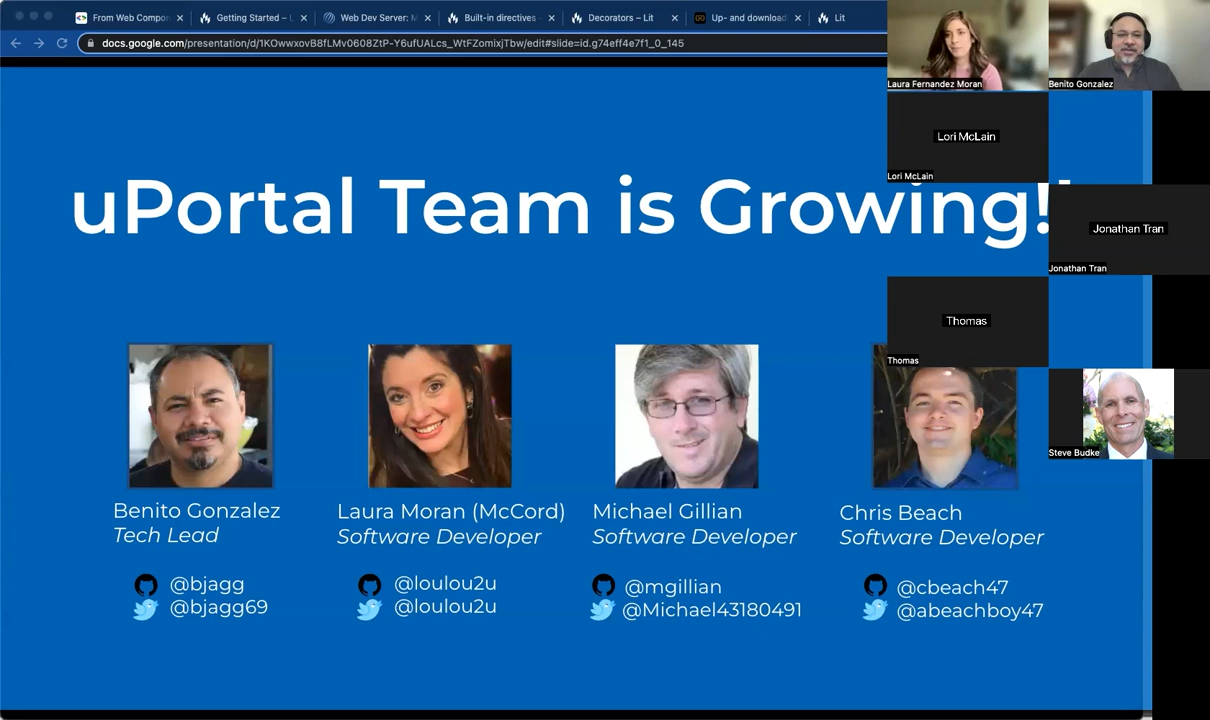 From Web Compon
Getting Started – L
Web Dev Server: M
Built-in directives -
Decorators – Lit
Up- and download
Lit
docs.google.com/presentation/d/1KOwwxovB8fLMv0608ZtP-Y6ufUALcs_WtFZomixjTbw/edit#slide=id.g74eff4e7f1_0_145
Laura Fernandez Moran
Benito Gonzalez
Lori McLain
Lori McLain
uPortal Team is Growing!!
Jonathan Tran
Jonathan Tran
Thomas
Thomas
Steve Budke
Benito Gonzalez
Tech Lead
@bjagg
@bjagg69
Laura Moran (McCord)
Software Developer
@loulou2u
@loulou2u
Michael Gillian
Software Developer
@mgillian
@Michael43180491
Chris Beach
Software Developer
@cbeach47
@abeachboy47